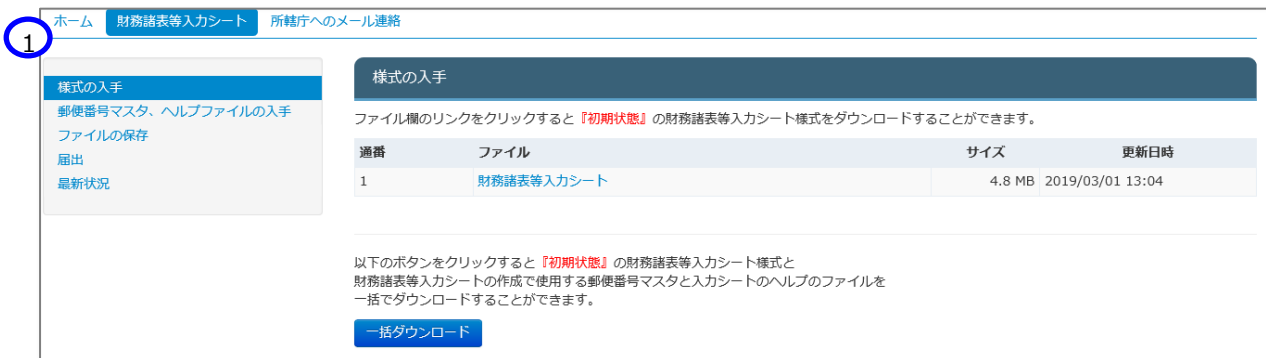 ホーム 財務諸表等入力シート 所轄庁へのメール連絡
1
様式の入手
郵便番号マスタ、ヘルプファイルの入手
ファイルの保存
届出
最新状況
様式の入手
ファイル欄のリンクをクリックすると『初期状態』の財務諸表等入力シート様式をダウンロードすることができます。
通番 ファイル サイズ 更新日時
1 財務諸表等入力シート 4.8 MB 2019/03/01 13:04
以下のボタンをクリックすると『初期状態』の財務諸表等入力シート様式と
財務諸表等入力シートの作成で使用する郵便番号マスタと入力シートのヘルプのファイルを
一括でダウンロードすることができます。
一括ダウンロード